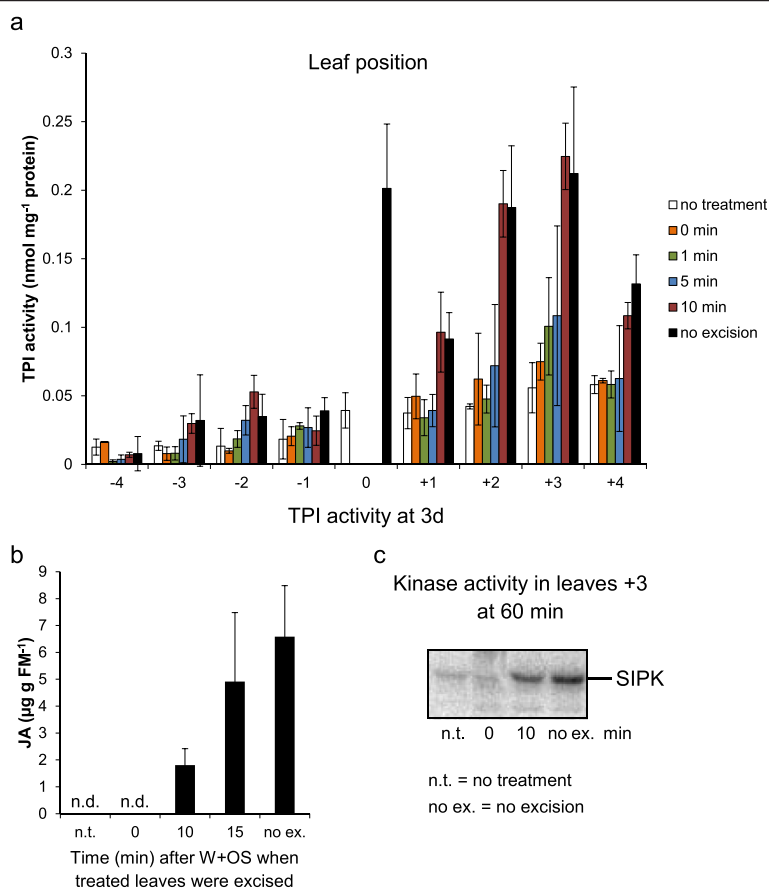 a
Leaf position
TPI activity (nmol mg⁻¹ protein)
0.3
0.25
0.2
0.15
0.1
0.05
0
-4 -3 -2 -1 0 +1 +2 +3 +4
TPI activity at 3d
no treatment
0 min
1 min
5 min
10 min
no excision
b
JA (µg g FM⁻¹)
9
8
7
6
5
4
3
2
1
0
n.d. n.d.
n.t. 0 10 15 no ex.
Time (min) after W+OS when
treated leaves were excised
c
Kinase activity in leaves +3
at 60 min
SIPK
n.t. 0 10 no ex. min
n.t. = no treatment
no ex. = no excision